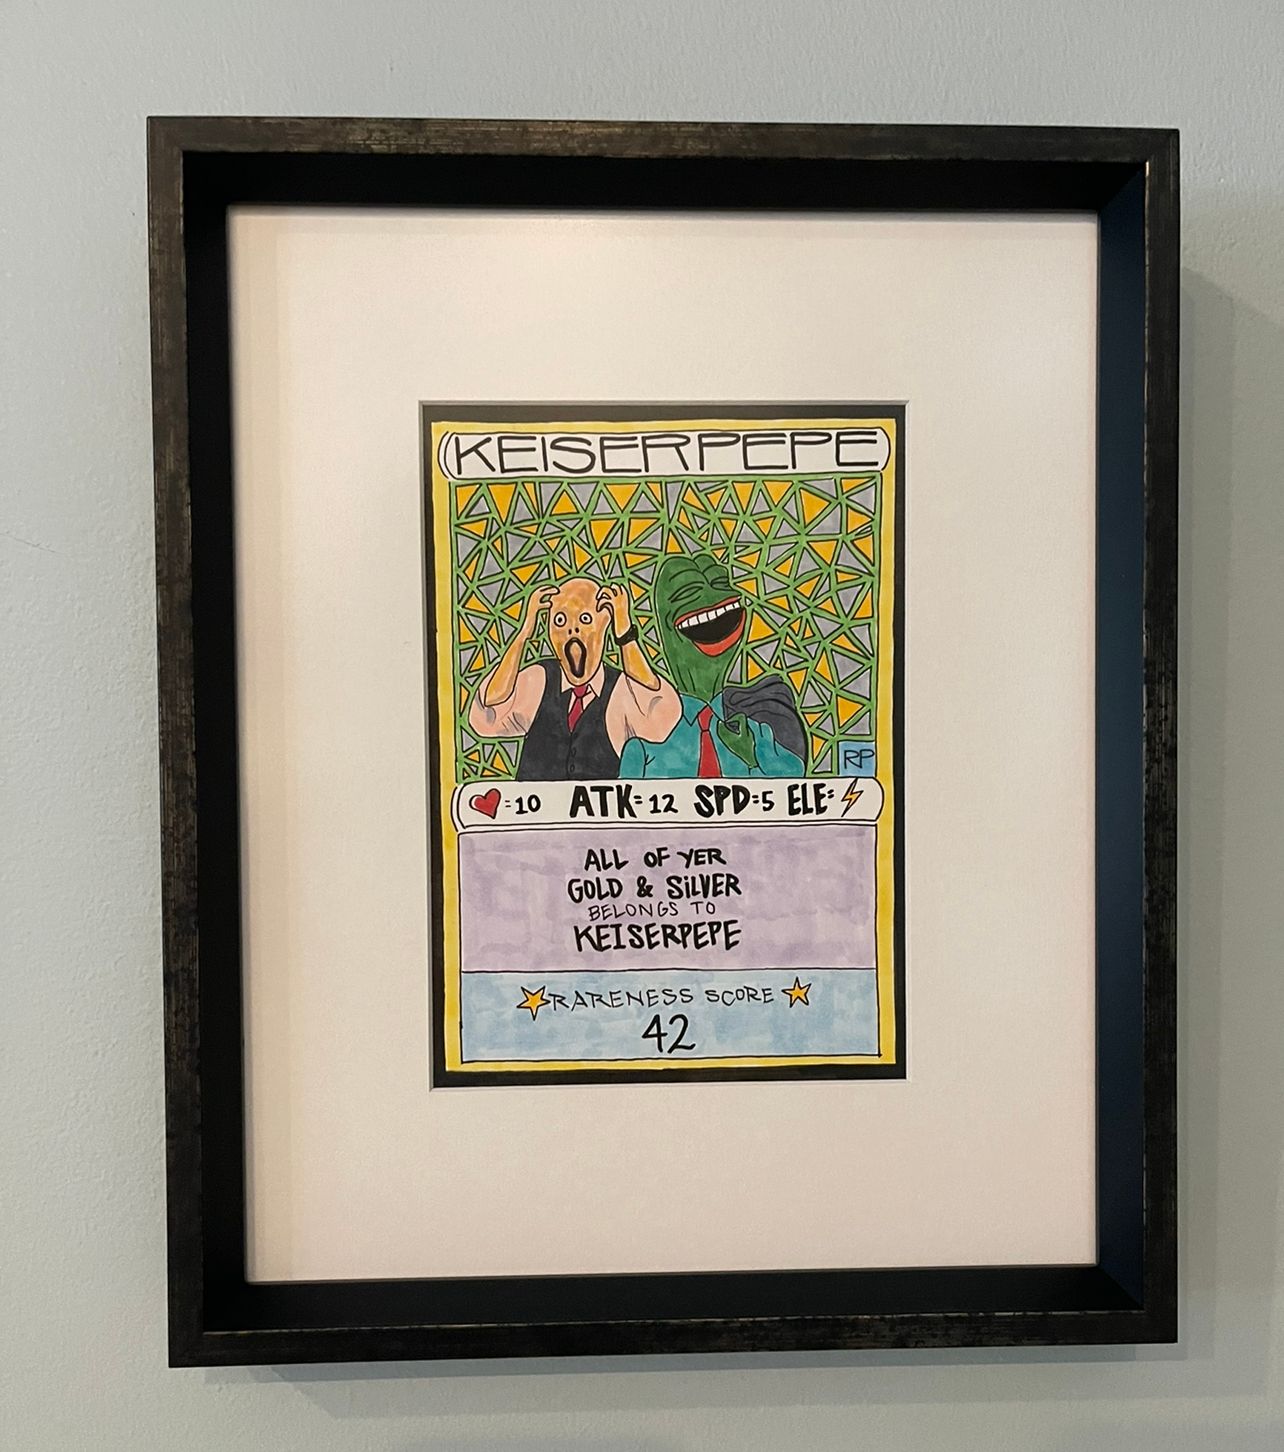 KEISERPEPE
RP
=10 ATK=12 SPD=5 ELE=
ALL OF YER
GOLD & SiLVER
BELONGS TO
KEISERPEPE
RARENESS SCORE
42